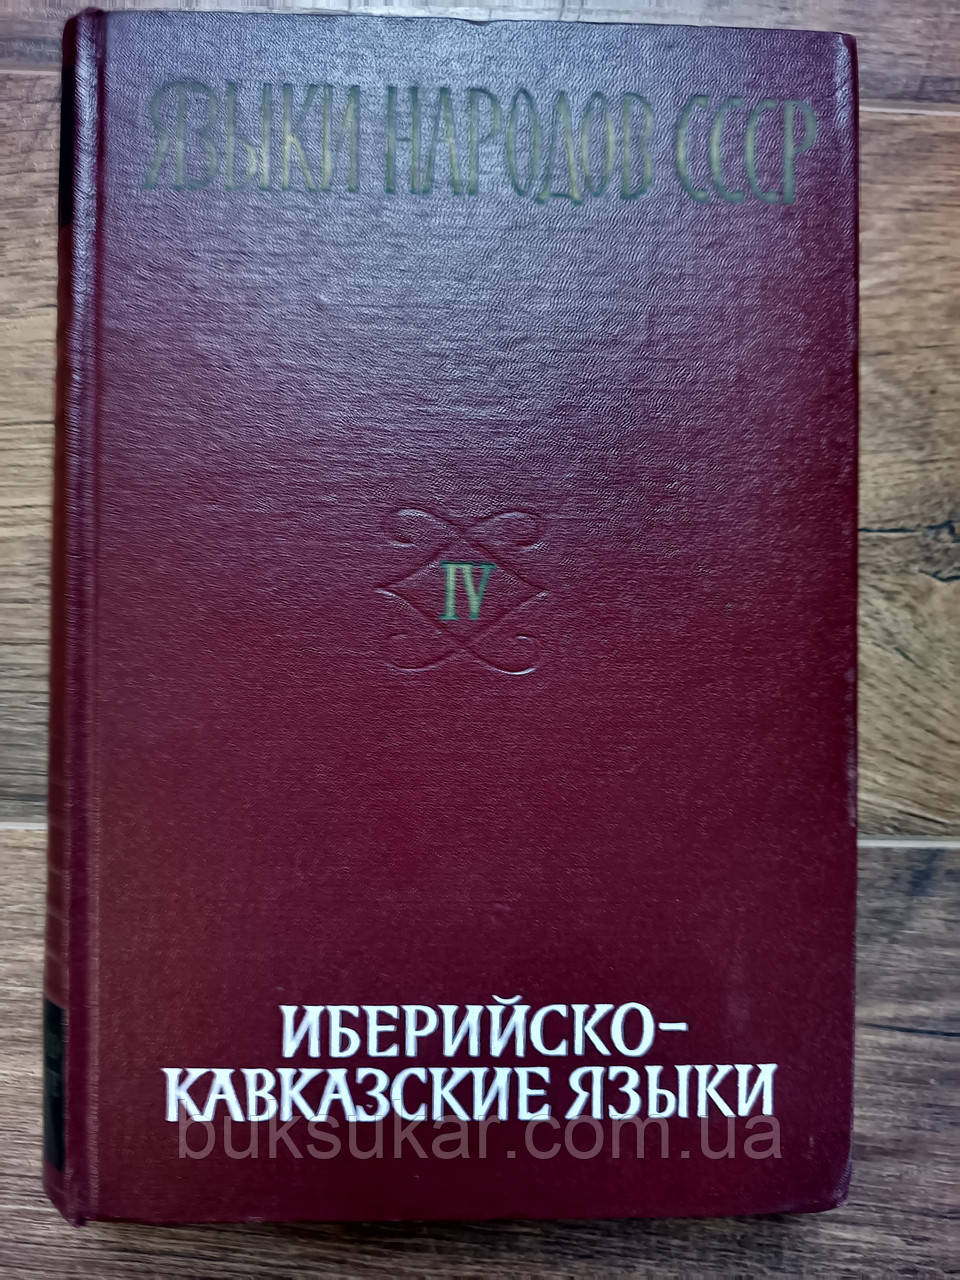 ЯЗЫКИ НАРОДОВ СССР
IV
ИБЕРИЙСКО-
КАВКАЗСКИЕ ЯЗЫКИ
buksukar.com.ua